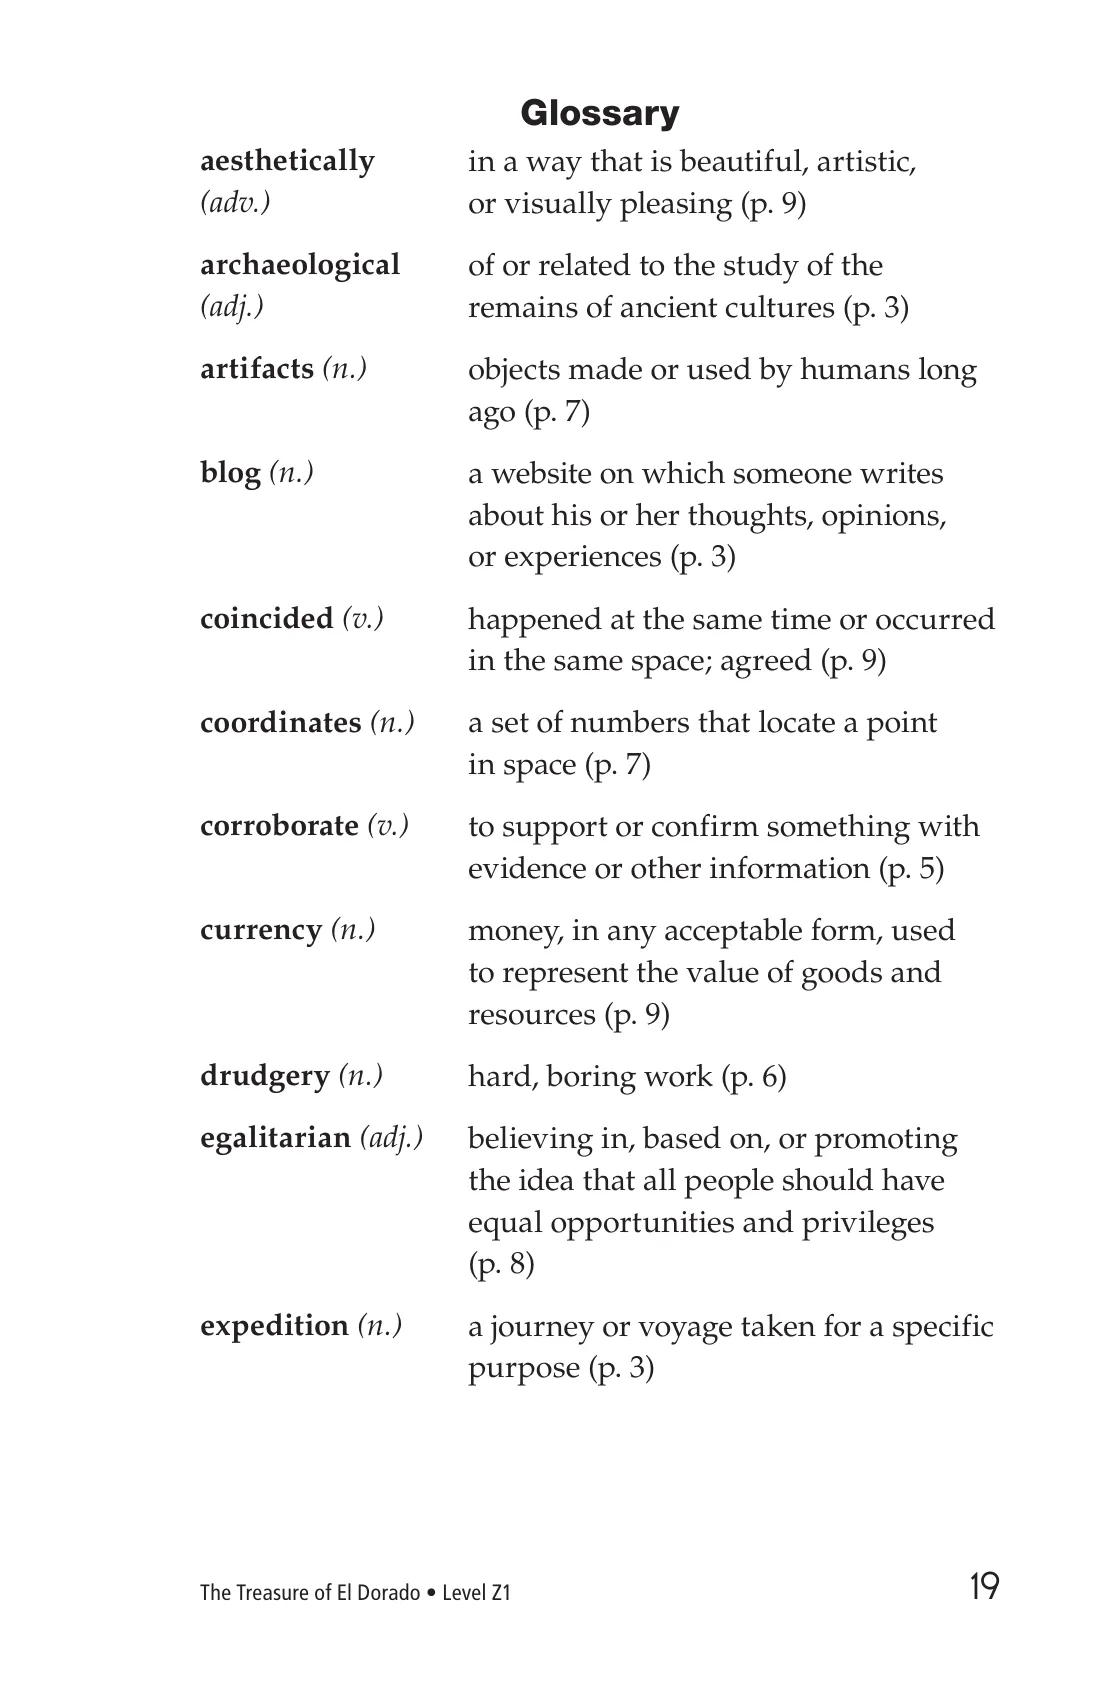 Glossary
aesthetically in a way that is beautiful, artistic,
(adv.) or visually pleasing (p. 9)
archaeological of or related to the study of the
(adj.) remains of ancient cultures (p. 3)
artifacts (n.) objects made or used by humans long
ago (p. 7)
blog (n.) a website on which someone writes
about his or her thoughts, opinions,
or experiences (p. 3)
coincided (v.) happened at the same time or occurred
in the same space; agreed (p. 9)
coordinates (n.) a set of numbers that locate a point
in space (p. 7)
corroborate (v.) to support or confirm something with
evidence or other information (p. 5)
currency (n.) money, in any acceptable form, used
to represent the value of goods and
resources (p. 9)
drudgery (n.) hard, boring work (p. 6)
egalitarian (adj.) believing in, based on, or promoting
the idea that all people should have
equal opportunities and privileges
(p. 8)
expedition (n.) a journey or voyage taken for a specific
purpose (p. 3)
The Treasure of El Dorado • Level Z1 19